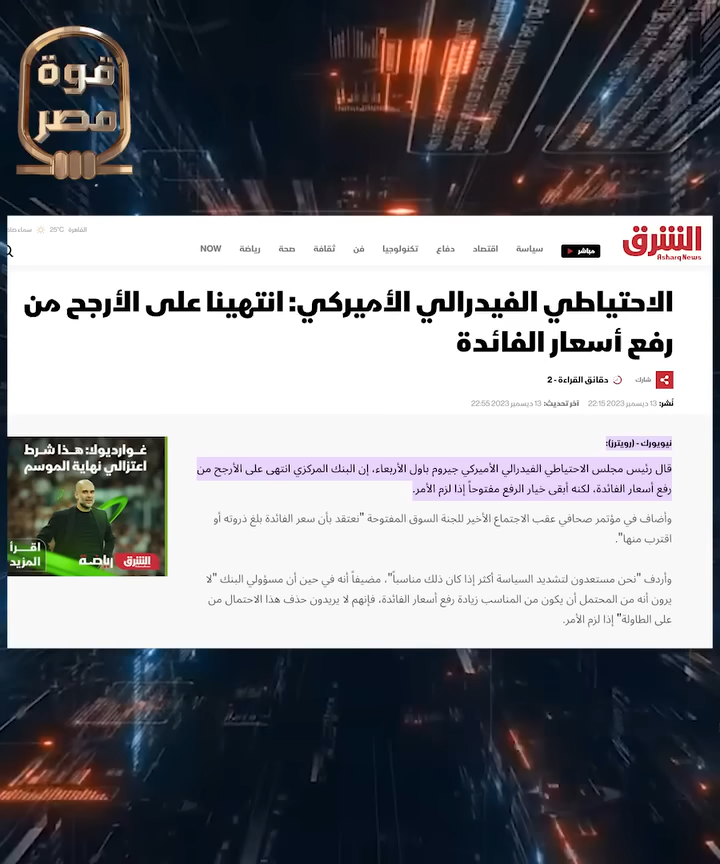 قوة
مصر
الشرق
Asharq News
القاهرة 25°C
مباشر
سياسة
اقتصاد
دفاع
تكنولوجيا
فن
ثقافة
صحة
رياضة
NOW
الاحتياطي الفيدرالي الأميركي: انتهينا على الأرجح من
رفع أسعار الفائدة
شارك
دقائق القراءة - 2
نُشر: 13 ديسمبر 2023 22:15 آخر تحديث: 13 ديسمبر 2023 22:55
نيويورك - (رويترز):
قال رئيس مجلس الاحتياطي الفيدرالي الأميركي جيروم باول الأربعاء، إن البنك المركزي انتهى على الأرجح من
رفع أسعار الفائدة، لكنه أبقى خيار الرفع مفتوحاً إذا لزم الأمر.
وأضاف في مؤتمر صحافي عقب الاجتماع الأخير للجنة السوق المفتوحة "نعتقد بأن سعر الفائدة بلغ ذروته أو
اقترب منها".
وأردف "نحن مستعدون لتشديد السياسة أكثر إذا كان ذلك مناسباً"، مضيفاً أنه في حين أن مسؤولي البنك "لا
يرون أنه من المحتمل أن يكون من المناسب زيادة رفع أسعار الفائدة، فإنهم لا يريدون حذف هذا الاحتمال من
على الطاولة" إذا لزم الأمر.
غوارديولا: هذا شرط
اعتزالي نهاية الموسم
اقرأ
المزيد
الشرق رياضة